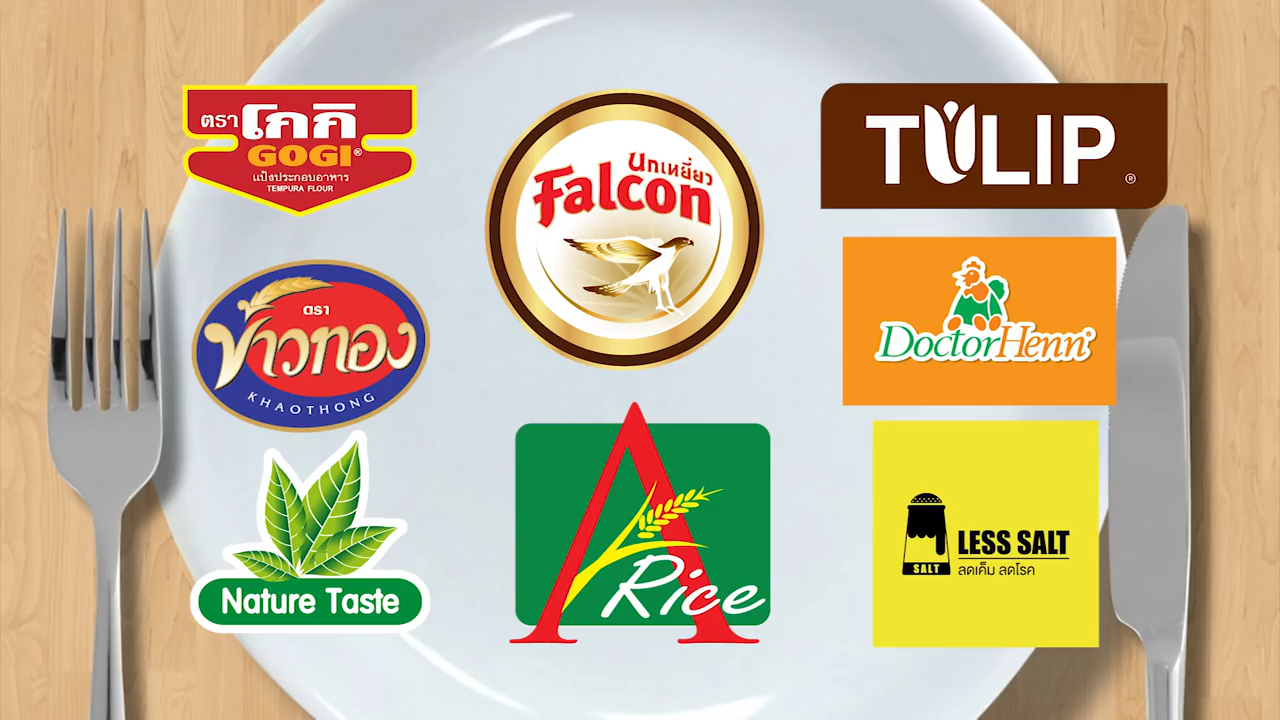 ตรา โกกิ
GOGI®
แป้งประกอบอาหาร
TEMPURA FLOUR
นกเหยี่ยว
Falcon
TULIP ®
ตรา
ข้าวทอง
KHAOTHONG
DoctorHenn®
Nature Taste
A
Rice
SALT
LESS SALT
ลดเค็ม ลดโรค